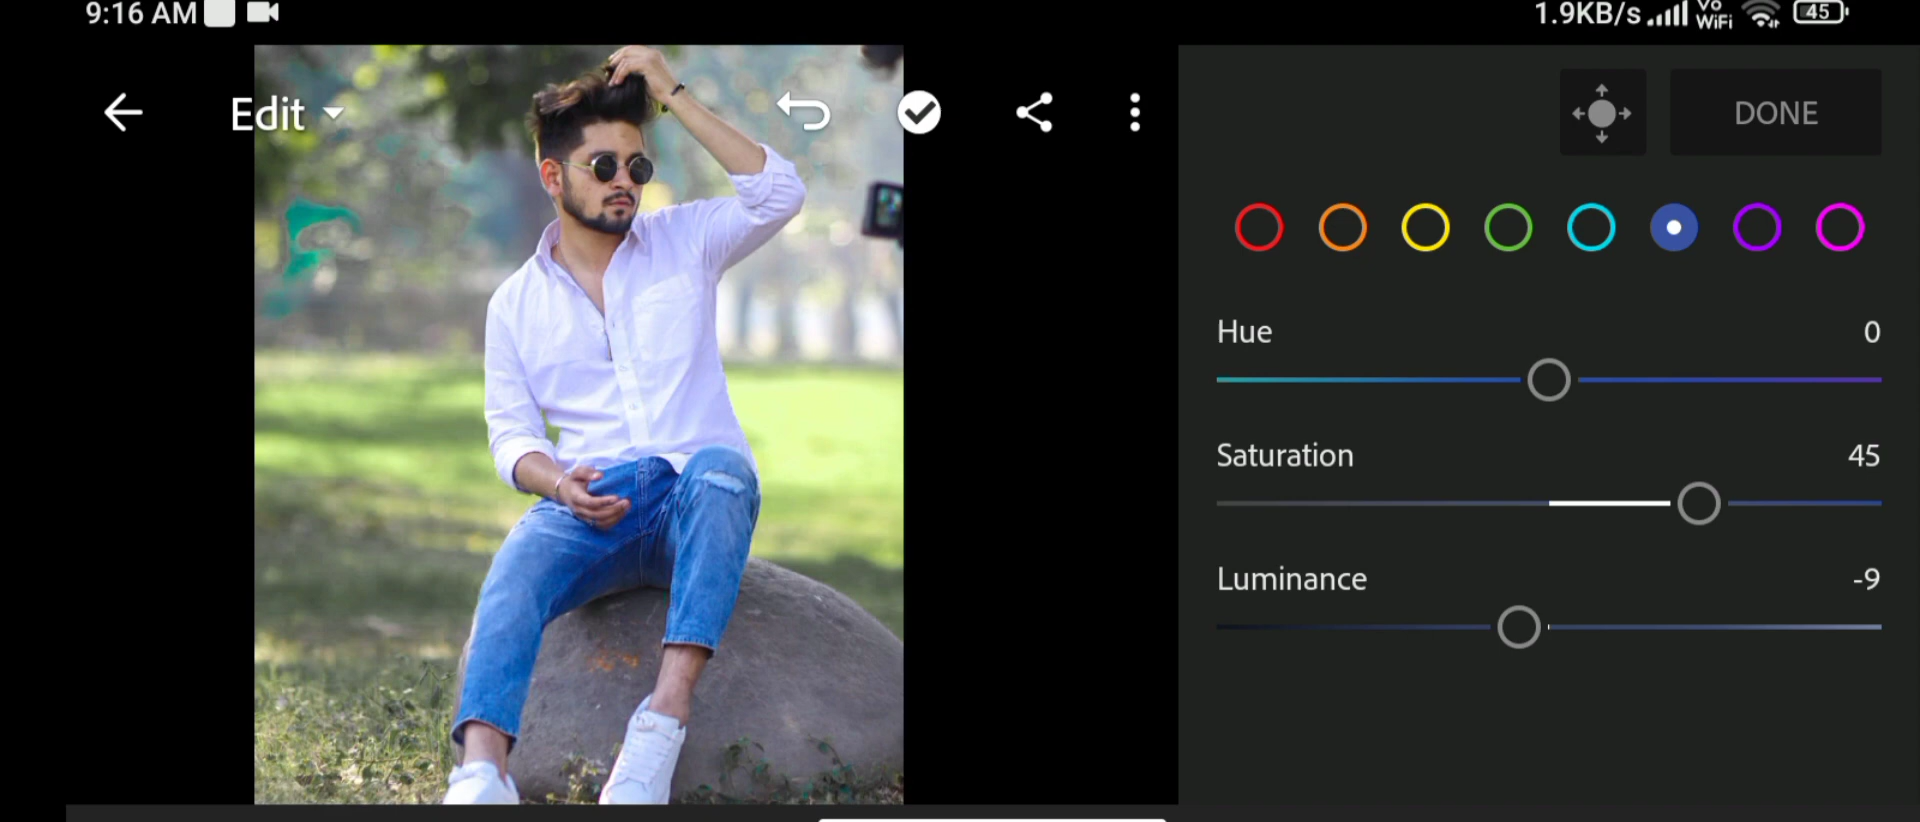 9:16 AM
1.9KB/s Vo WiFi 45
Edit
DONE
Hue 0
Saturation 45
Luminance -9